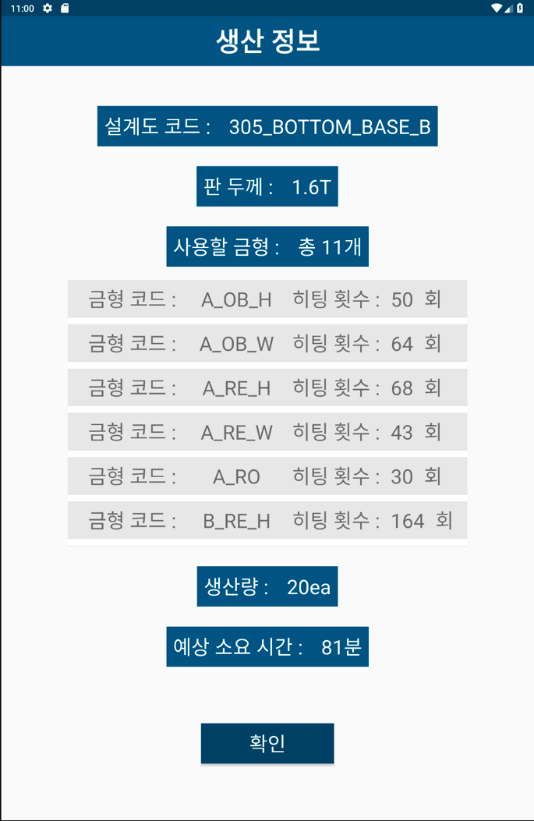 11:00
생산 정보
설계도 코드 : 305_BOTTOM_BASE_B
판 두께 : 1.6T
사용할 금형 : 총 11개
금형 코드 : A_OB_H 히팅 횟수 : 50 회
금형 코드 : A_OB_W 히팅 횟수 : 64 회
금형 코드 : A_RE_H 히팅 횟수 : 68 회
금형 코드 : A_RE_W 히팅 횟수 : 43 회
금형 코드 : A_RO 히팅 횟수 : 30 회
금형 코드 : B_RE_H 히팅 횟수 : 164 회
생산량 : 20ea
예상 소요 시간 : 81분
확인